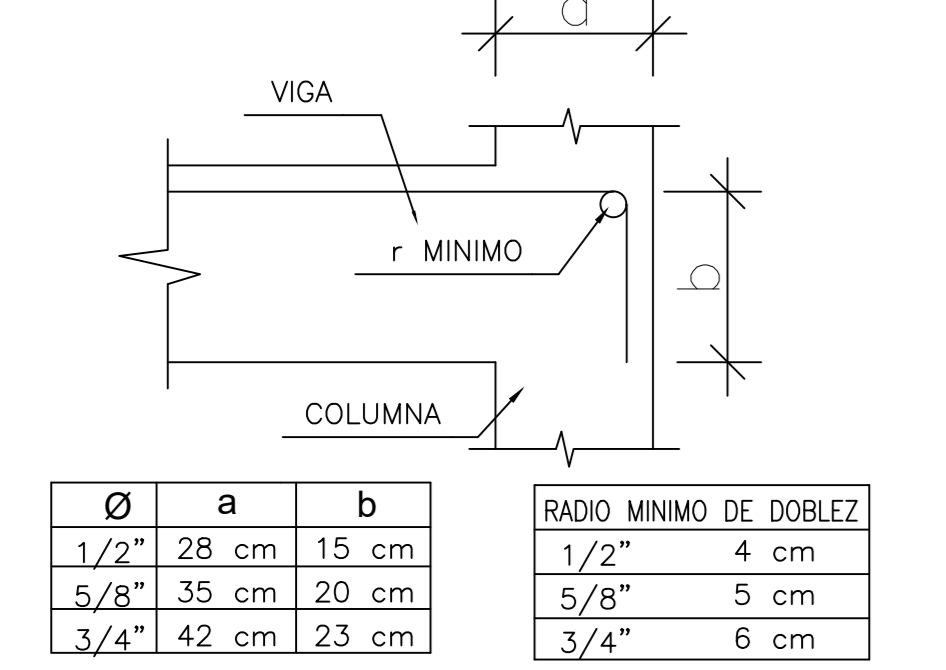 a
VIGA
r MINIMO
b
COLUMNA
Ø a b
1/2” 28 cm 15 cm
5/8” 35 cm 20 cm
3/4” 42 cm 23 cm
RADIO MINIMO DE DOBLEZ
1/2” 4 cm
5/8” 5 cm
3/4” 6 cm